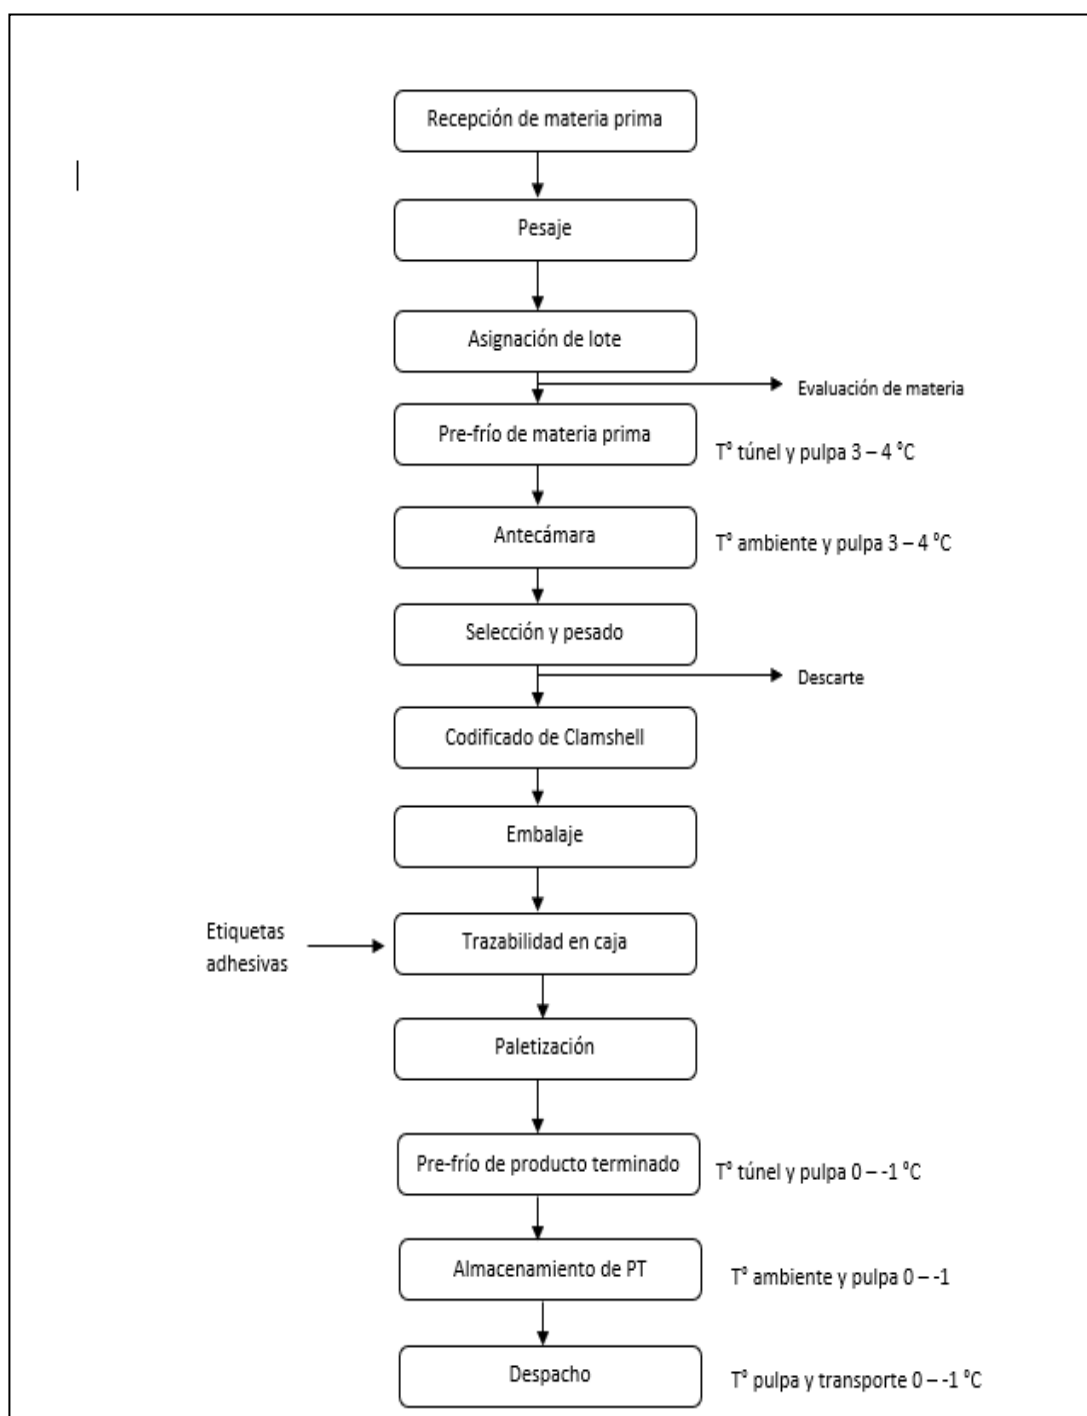 Recepción de materia prima
Pesaje
Asignación de lote
Evaluación de materia
Pre-frío de materia prima
T° túnel y pulpa 3 – 4 °C
Antecámara
T° ambiente y pulpa 3 – 4 °C
Selección y pesado
Descarte
Codificado de Clamshell
Embalaje
Etiquetas
adhesivas
Trazabilidad en caja
Paletización
Pre-frío de producto terminado
T° túnel y pulpa 0 – -1 °C
Almacenamiento de PT
T° ambiente y pulpa 0 – -1
Despacho
T° pulpa y transporte 0 – -1 °C